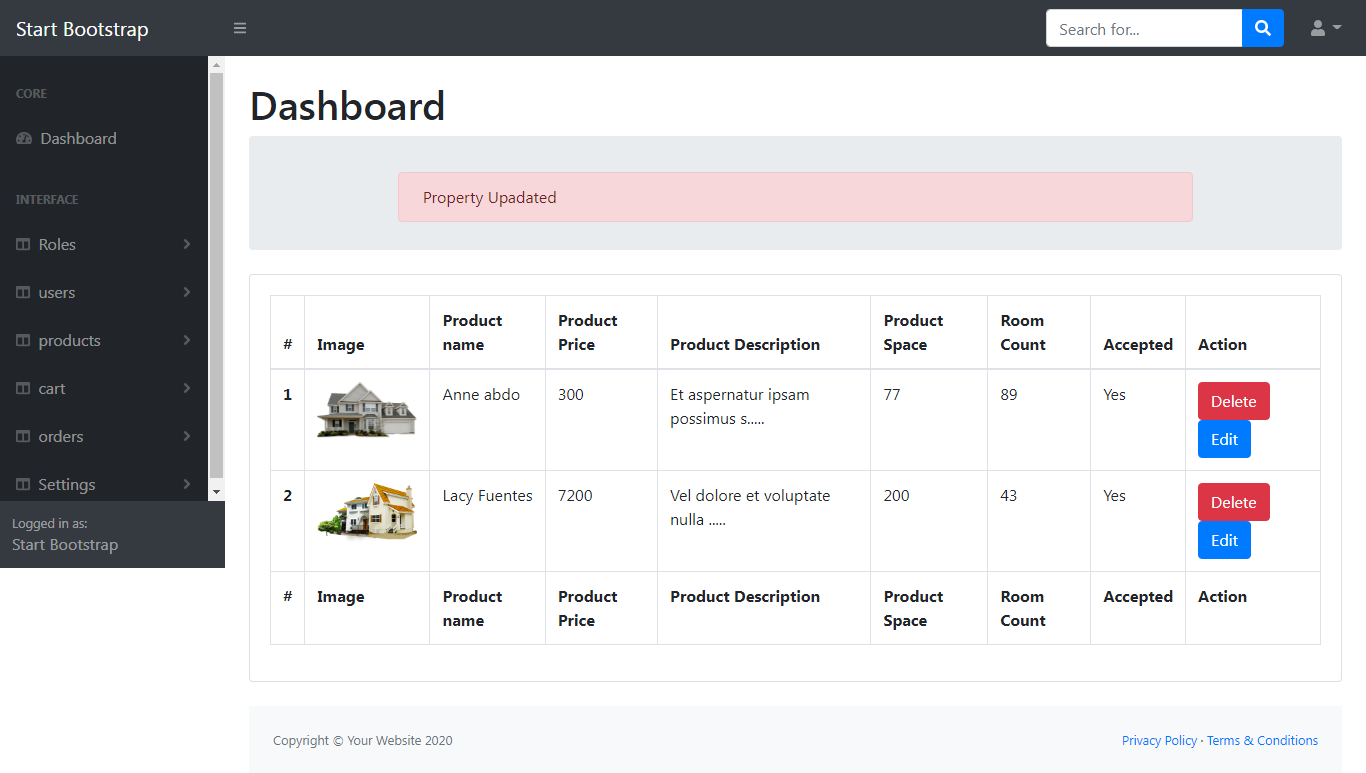 Start Bootstrap
Search for...
CORE
Dashboard
INTERFACE
Roles
users
products
cart
orders
Settings
Logged in as:
Start Bootstrap
Dashboard
Property Upadated
# Image Product name Product Price Product Description Product Space Room Count Accepted Action
1 Anne abdo 300 Et aspernatur ipsam possimus s..... 77 89 Yes Delete
Edit
2 Lacy Fuentes 7200 Vel dolore et voluptate nulla ..... 200 43 Yes Delete
Edit
# Image Product name Product Price Product Description Product Space Room Count Accepted Action
Copyright © Your Website 2020
Privacy Policy · Terms & Conditions